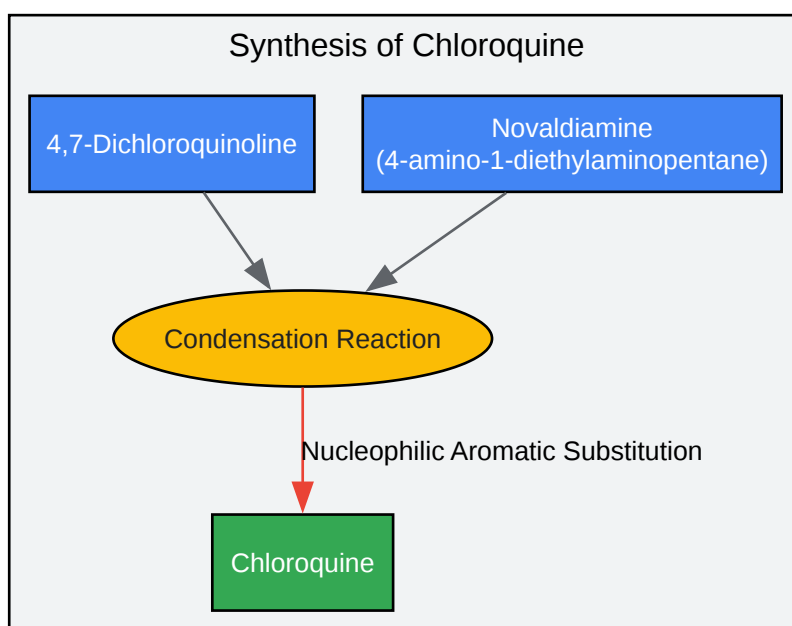 Synthesis of Chloroquine
4,7-Dichloroquinoline
Novaldiamine
(4-amino-1-diethylaminopentane)
Condensation Reaction
Nucleophilic Aromatic Substitution
Chloroquine